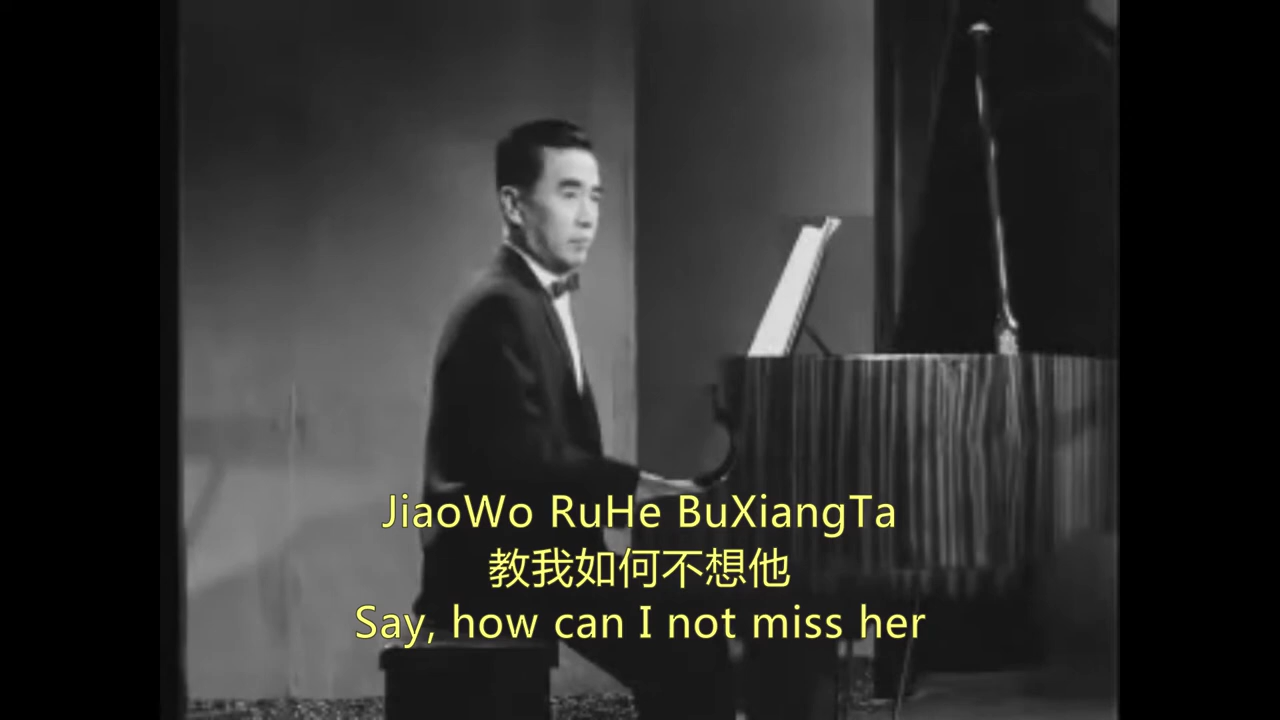 JiaoWo RuHe BuXiangTa
教我如何不想他
Say, how can I not miss her